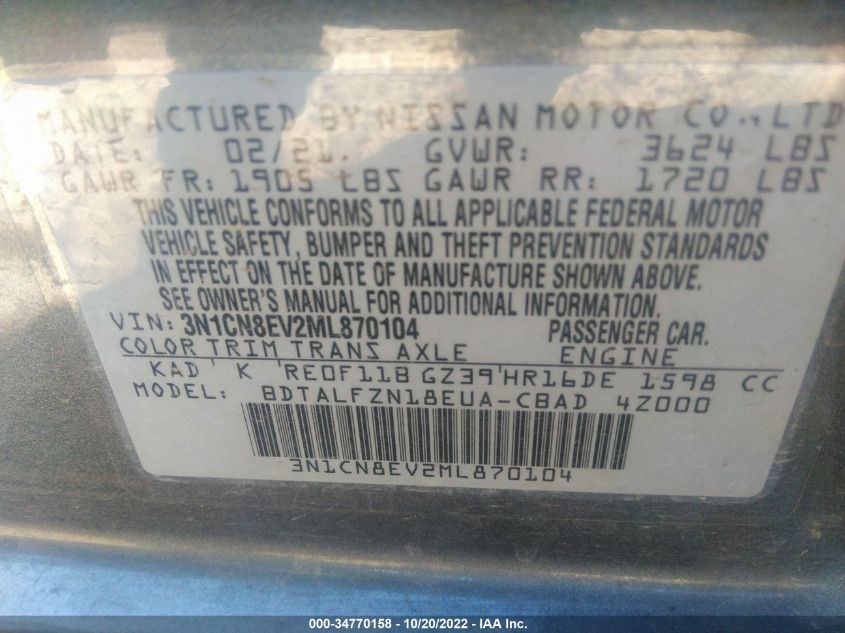 MANUFACTURED BY NISSAN MOTOR CO., LTD
DATE: 02/21. GVWR: 3624 LBS
GAWR FR: 1905 LBS GAWR RR: 1720 LBS
THIS VEHICLE CONFORMS TO ALL APPLICABLE FEDERAL MOTOR
VEHICLE SAFETY, BUMPER AND THEFT PREVENTION STANDARDS
IN EFFECT ON THE DATE OF MANUFACTURE SHOWN ABOVE.
SEE OWNER'S MANUAL FOR ADDITIONAL INFORMATION.
VIN: 3N1CN8EV2ML870104 PASSENGER CAR.
COLOR TRIM TRANS AXLE ENGINE
KAD K RE0F11B GZ39 HR16DE 1598 CC
MODEL: BDTALFZN18EUA-CBAD 4Z000
3N1CN8EV2ML870104
000-34770158 - 10/20/2022 - IAA Inc.